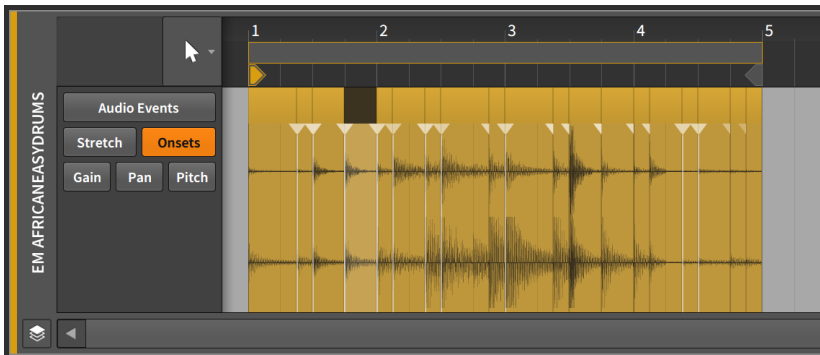 1 2 3 4 5
EM AFRICANEASYDRUMS
Audio Events
Stretch Onsets
Gain Pan Pitch